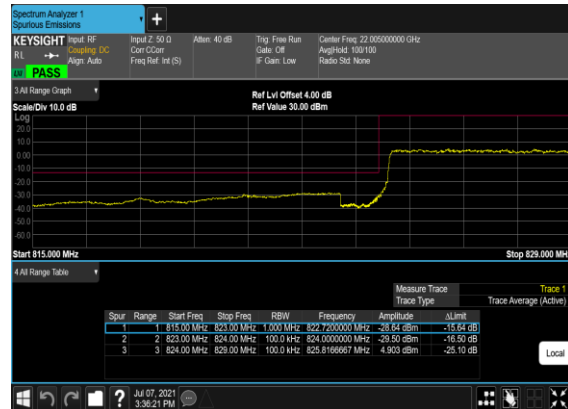 Spectrum Analyzer 1
Spurious Emissions
+
KEYSIGHT Input: RF Input Z: 50 Ω Atten: 40 dB Trig: Free Run Center Freq: 22.005000000 GHz
RL Coupling: DC Corr CCorr Gate: Off Avg|Hold: 100/100
Align: Auto Freq Ref: Int (S) IF Gain: Low Radio Std: None
PASS
3 All Range Graph
Ref Lvl Offset 4.00 dB
Scale/Div 10.0 dB Ref Value 30.00 dBm
Log
20.0
10.0
0.00
-10.0
-20.0
-30.0
-40.0
-50.0
-60.0
Start 815.000 MHz Stop 829.000 MH
4 All Range Table
Measure Trace Trace 1
Trace Type Trace Average (Active)
Spur Range Start Freq Stop Freq RBW Frequency Amplitude ΔLimit
1 1 815.00 MHz 823.00 MHz 1.000 MHz 822.7200000 MHz -28.64 dBm -15.64 dB
2 2 823.00 MHz 824.00 MHz 100.0 kHz 824.0000000 MHz -29.50 dBm -16.50 dB
3 3 824.00 MHz 829.00 MHz 100.0 kHz 825.8166667 MHz 4.903 dBm -25.10 dB
Local
? Jul 07, 2021
3:36:21 PM